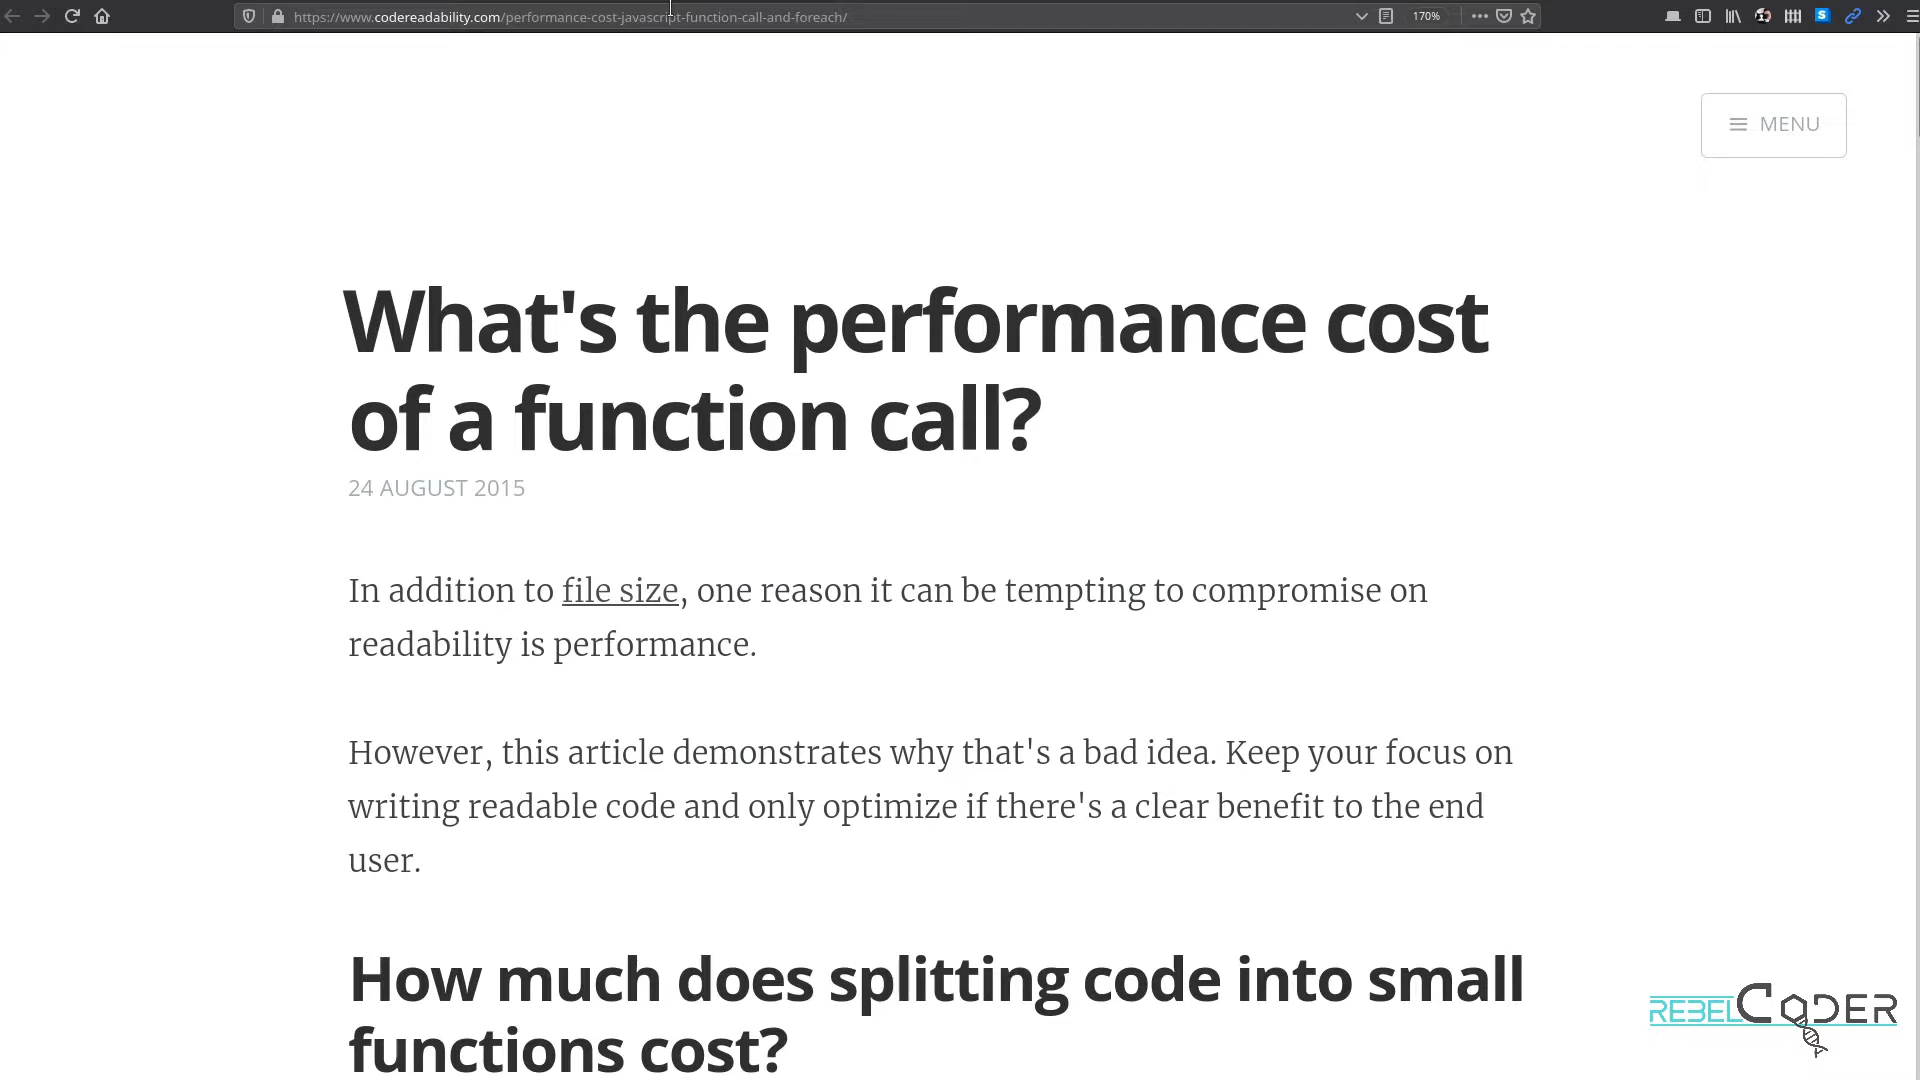 https://www.codereadability.com/performance-cost-javascript-function-call-and-foreach/
170%
MENU
What's the performance cost
of a function call?
24 AUGUST 2015
In addition to file size, one reason it can be tempting to compromise on
readability is performance.
However, this article demonstrates why that's a bad idea. Keep your focus on
writing readable code and only optimize if there's a clear benefit to the end
user.
How much does splitting code into small
functions cost?
REBEL CODER